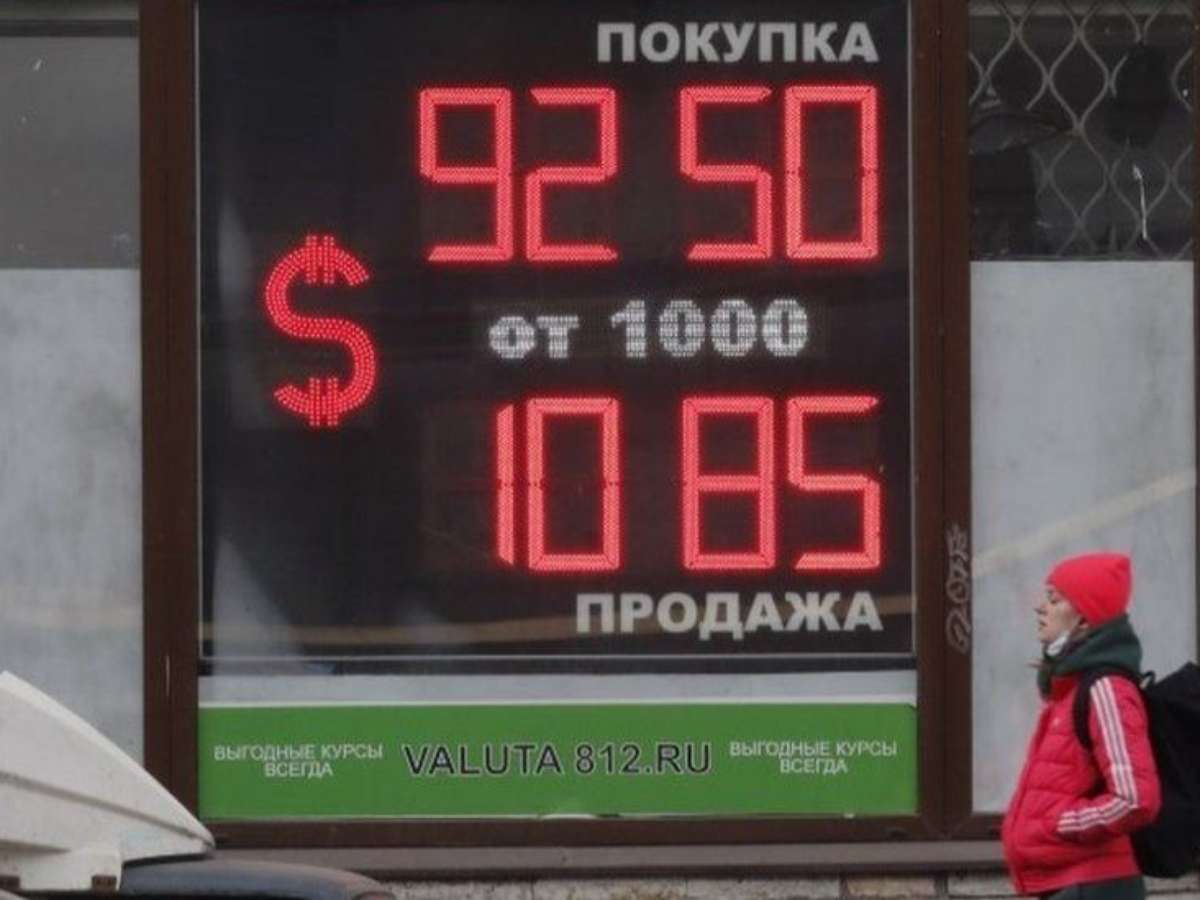 ПОКУПКА
92 50
$
от 1000
10 85
ПРОДАЖА
ВЫГОДНЫЕ КУРСЫ
ВСЕГДА
VALUTA 812.RU
ВЫГОДНЫЕ КУРСЫ
ВСЕГДА